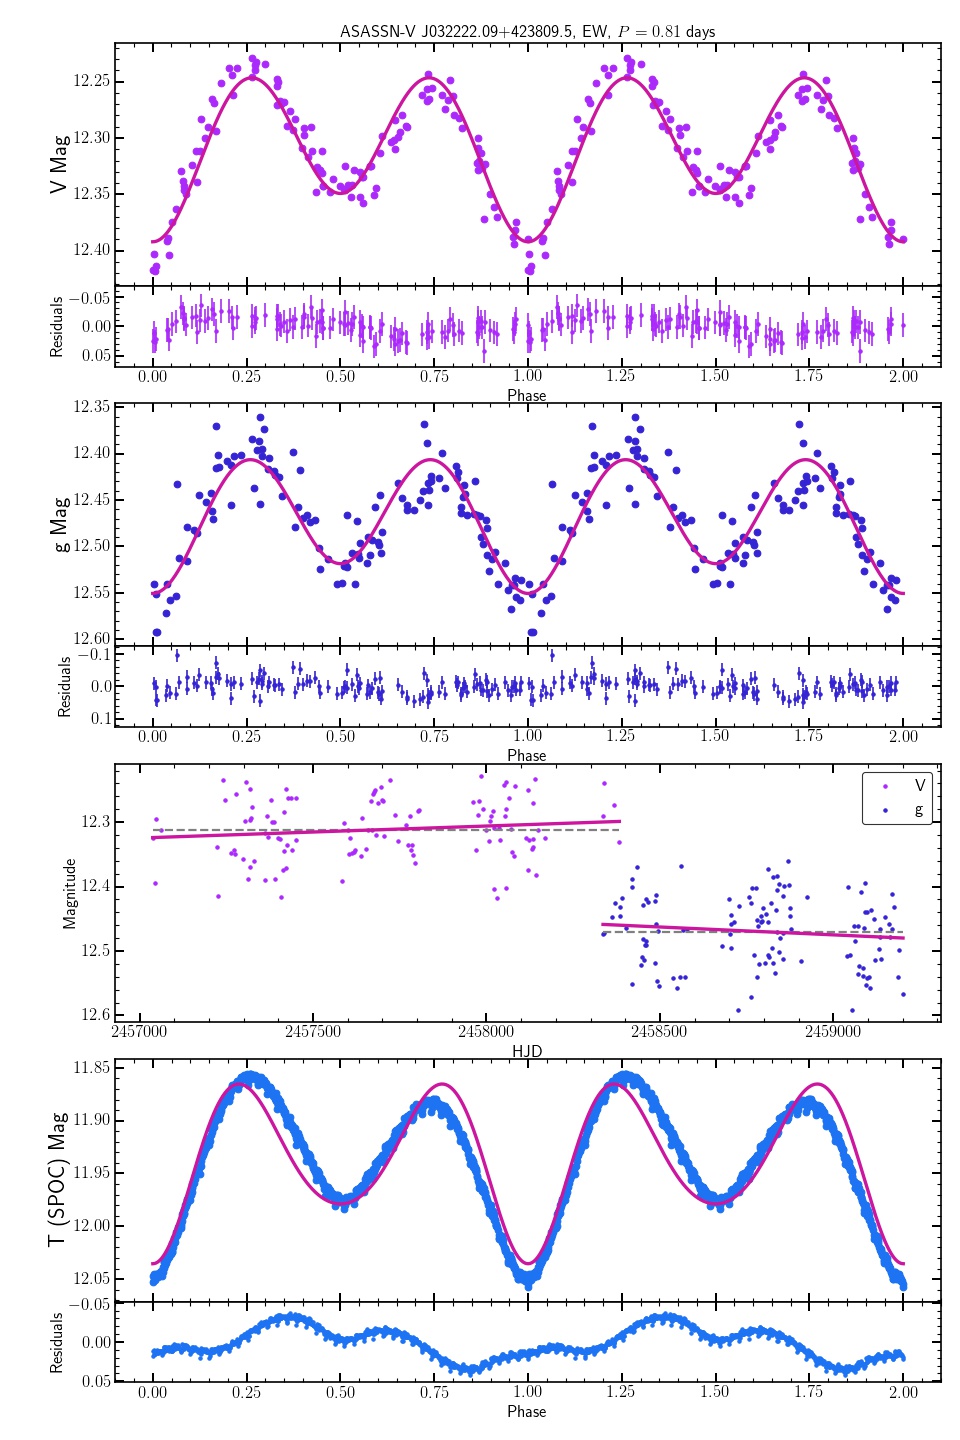 ASASSN-V J032222.09+423809.5, EW, P = 0.81 days
V Mag
12.25
12.30
12.35
12.40
Residuals
−0.05
0.00
0.05
0.00 0.25 0.50 0.75 1.00 1.25 1.50 1.75 2.00
Phase
g Mag
12.35
12.40
12.45
12.50
12.55
12.60
Residuals
−0.1
0.0
0.1
0.00 0.25 0.50 0.75 1.00 1.25 1.50 1.75 2.00
Phase
V
g
Magnitude
12.3
12.4
12.5
12.6
2457000 2457500 2458000 2458500 2459000
HJD
T (SPOC) Mag
11.85
11.90
11.95
12.00
12.05
Residuals
−0.05
0.00
0.05
0.00 0.25 0.50 0.75 1.00 1.25 1.50 1.75 2.00
Phase